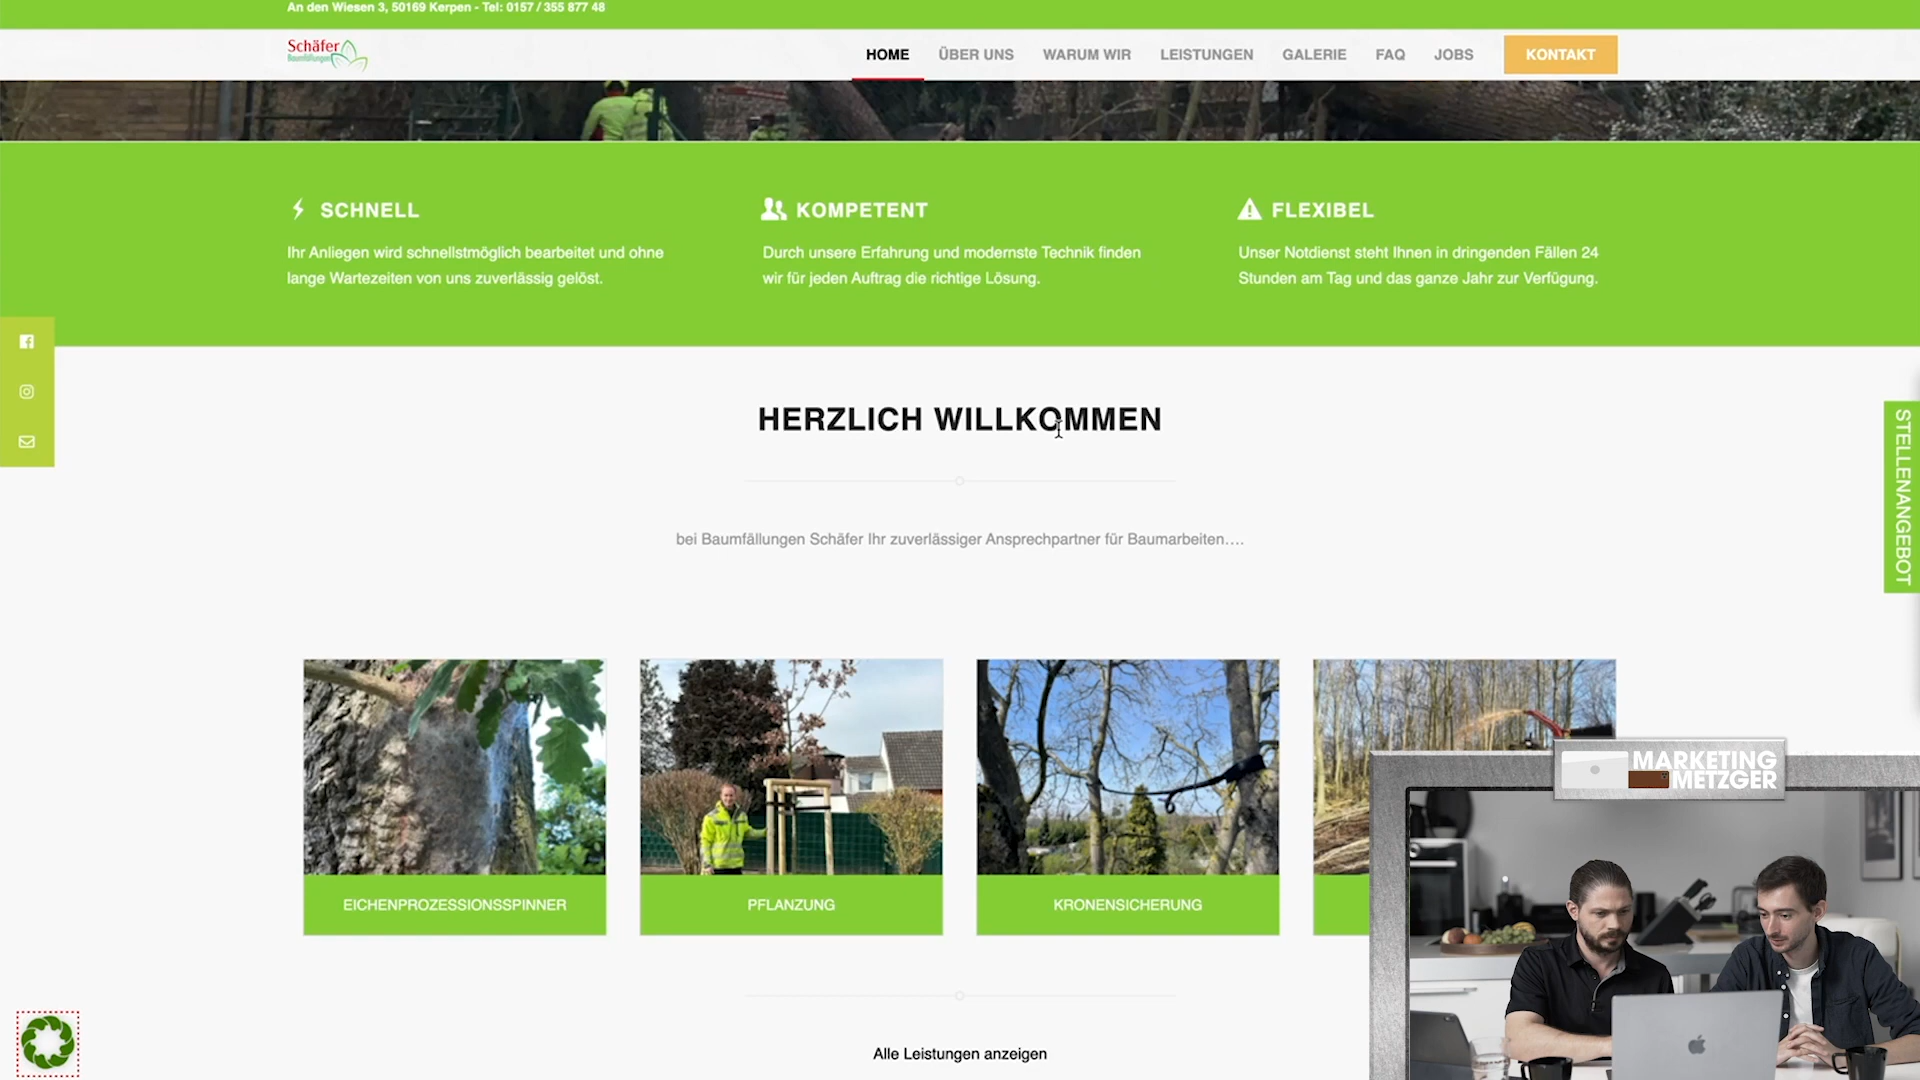 An den Wiesen 3, 50169 Kerpen - Tel: 0157 / 355 877 48
Schäfer
Baumfällungen
HOME
ÜBER UNS
WARUM WIR
LEISTUNGEN
GALERIE
FAQ
JOBS
KONTAKT
SCHNELL
Ihr Anliegen wird schnellstmöglich bearbeitet und ohne
lange Wartezeiten von uns zuverlässig gelöst.
KOMPETENT
Durch unsere Erfahrung und modernste Technik finden
wir für jeden Auftrag die richtige Lösung.
FLEXIBEL
Unser Notdienst steht Ihnen in dringenden Fällen 24
Stunden am Tag und das ganze Jahr zur Verfügung.
HERZLICH WILLKOMMEN
bei Baumfällungen Schäfer Ihr zuverlässiger Ansprechpartner für Baumarbeiten....
STELLENANGEBOT
EICHENPROZESSIONSSPINNER
PFLANZUNG
KRONENSICHERUNG
MARKETING
METZGER
Alle Leistungen anzeigen